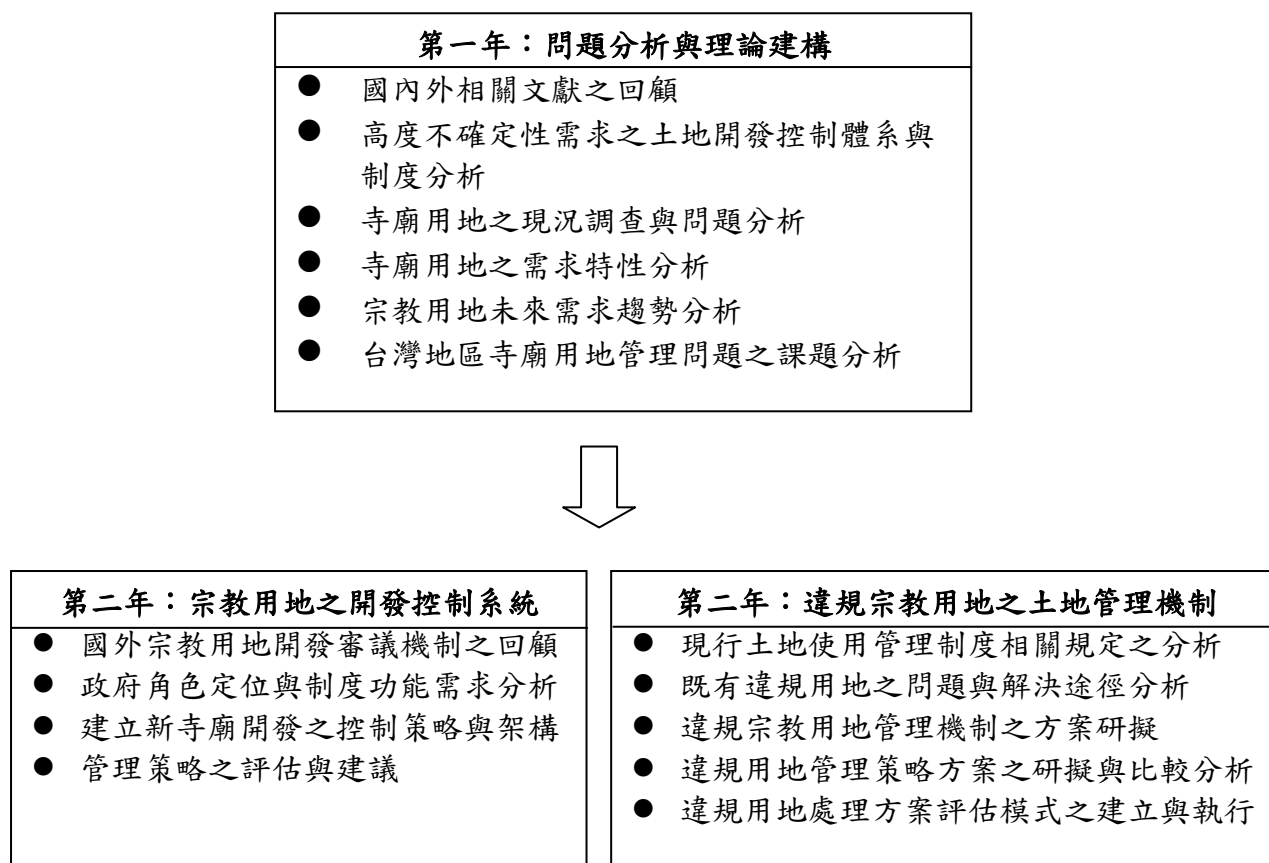 第一年：問題分析與理論建構
● 國內外相關文獻之回顧
● 高度不確定性需求之土地開發控制體系與
制度分析
● 寺廟用地之現況調查與問題分析
● 寺廟用地之需求特性分析
● 宗教用地未來需求趨勢分析
● 台灣地區寺廟用地管理問題之課題分析
第二年：宗教用地之開發控制系統
● 國外宗教用地開發審議機制之回顧
● 政府角色定位與制度功能需求分析
● 建立新寺廟開發之控制策略與架構
● 管理策略之評估與建議
第二年：違規宗教用地之土地管理機制
● 現行土地使用管理制度相關規定之分析
● 既有違規用地之問題與解決途徑分析
● 違規宗教用地管理機制之方案研擬
● 違規用地管理策略方案之研擬與比較分析
● 違規用地處理方案評估模式之建立與執行